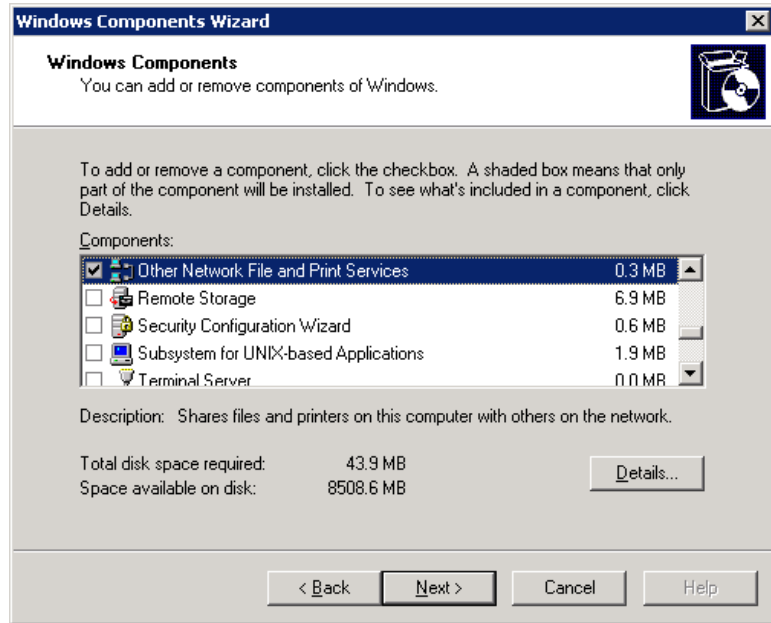 Windows Components Wizard
Windows Components
You can add or remove components of Windows.
To add or remove a component, click the checkbox. A shaded box means that only
part of the component will be installed. To see what's included in a component, click
Details.
Components:
Other Network File and Print Services 0.3 MB
Remote Storage 6.9 MB
Security Configuration Wizard 0.6 MB
Subsystem for UNIX-based Applications 1.9 MB
Terminal Server 0.0 MB
Description: Shares files and printers on this computer with others on the network.
Total disk space required: 43.9 MB
Space available on disk: 8508.6 MB
Details...
< Back Next > Cancel Help